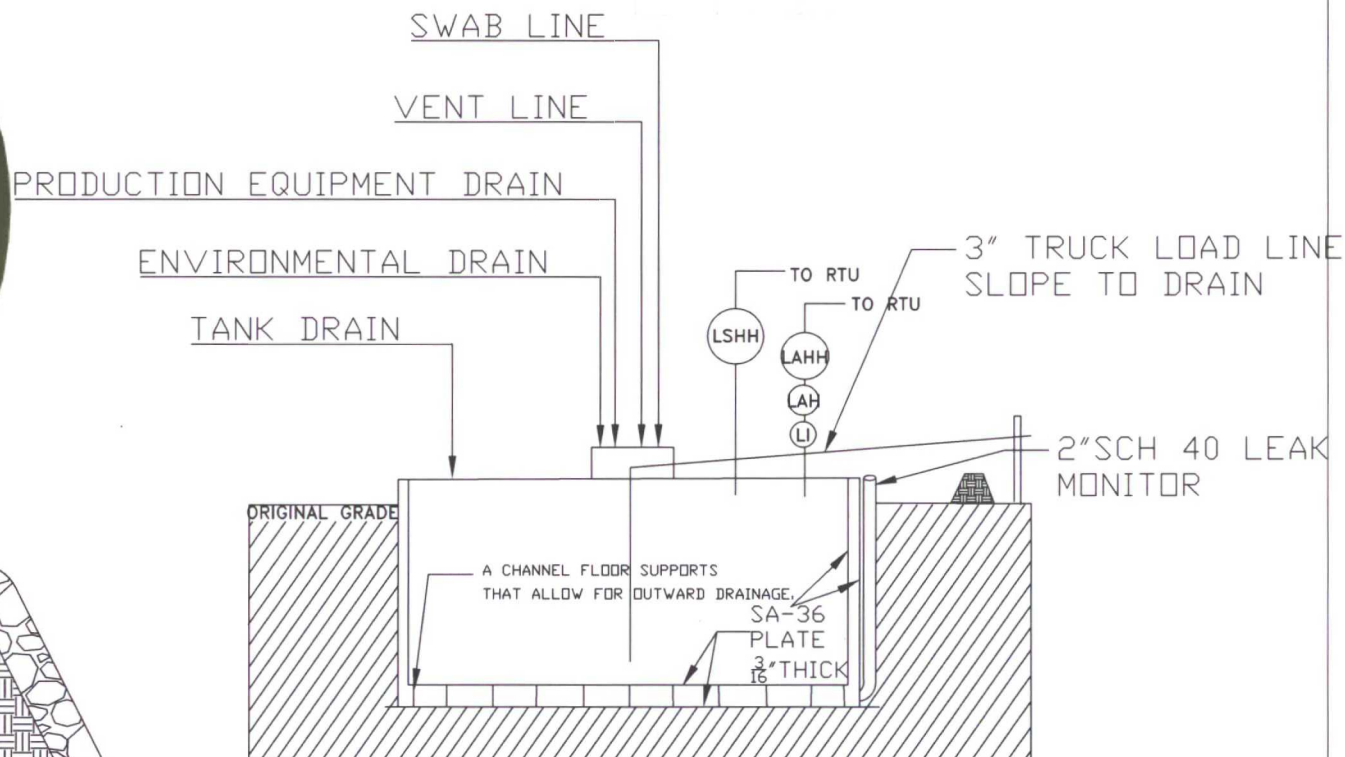 SWAB LINE
VENT LINE
PRODUCTION EQUIPMENT DRAIN
ENVIRONMENTAL DRAIN
TANK DRAIN
TO RTU
TO RTU
3" TRUCK LOAD LINE
SLOPE TO DRAIN
LSHH
LAHH
LAH
LI
2"SCH 40 LEAK
MONITOR
ORIGINAL GRADE
A CHANNEL FLOOR SUPPORTS
THAT ALLOW FOR OUTWARD DRAINAGE.
SA-36
PLATE
3/16"THICK